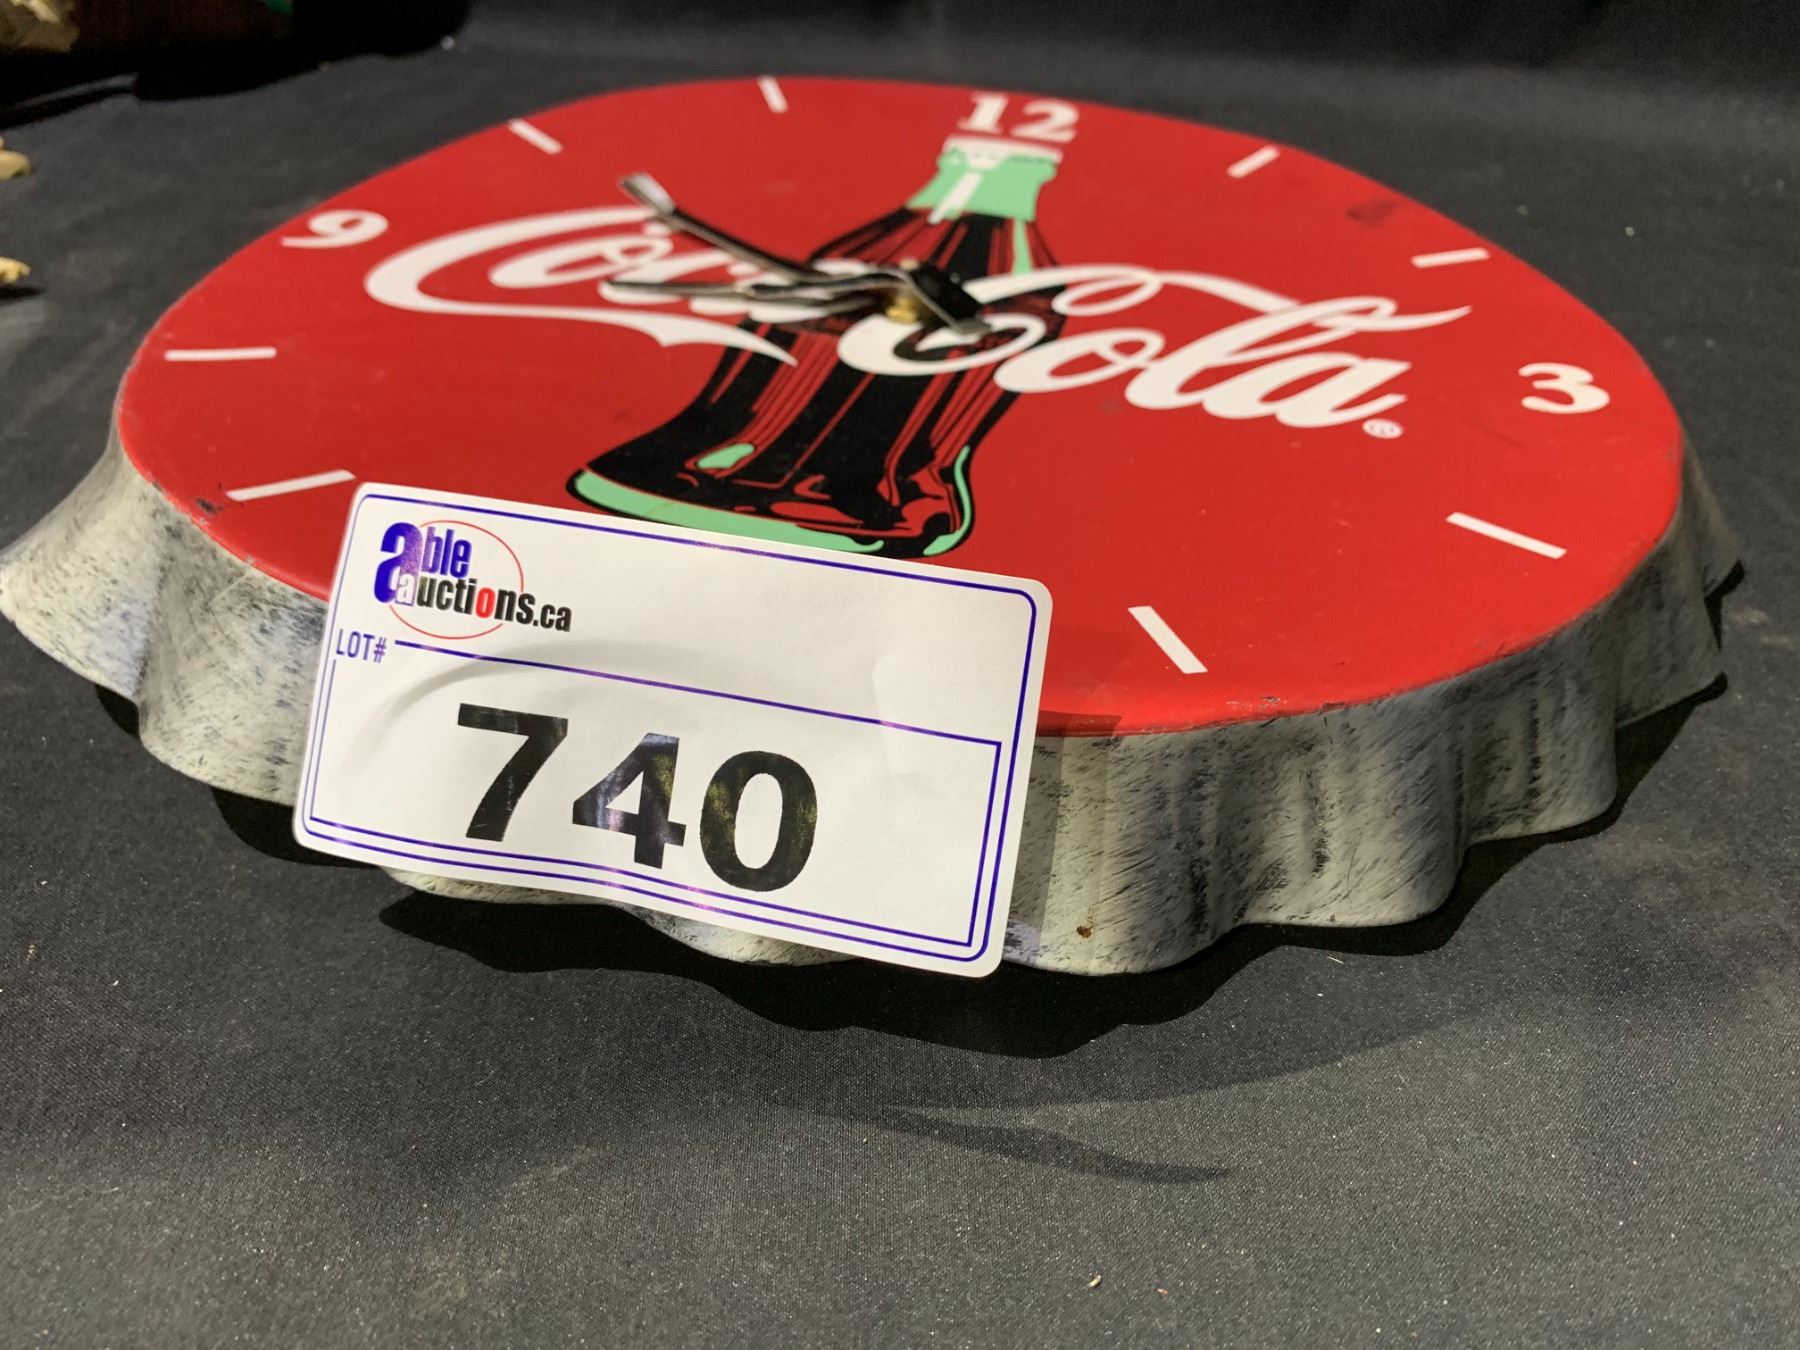 12
9
Coca-Cola®
3
able
auctions.ca
LOT#
740